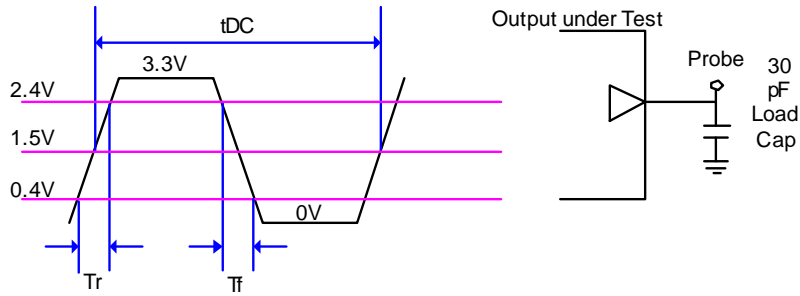 tDC
Output under Test
3.3V
2.4V
1.5V
0.4V
0V
Tr
Tf
Probe
30
pF
Load
Cap